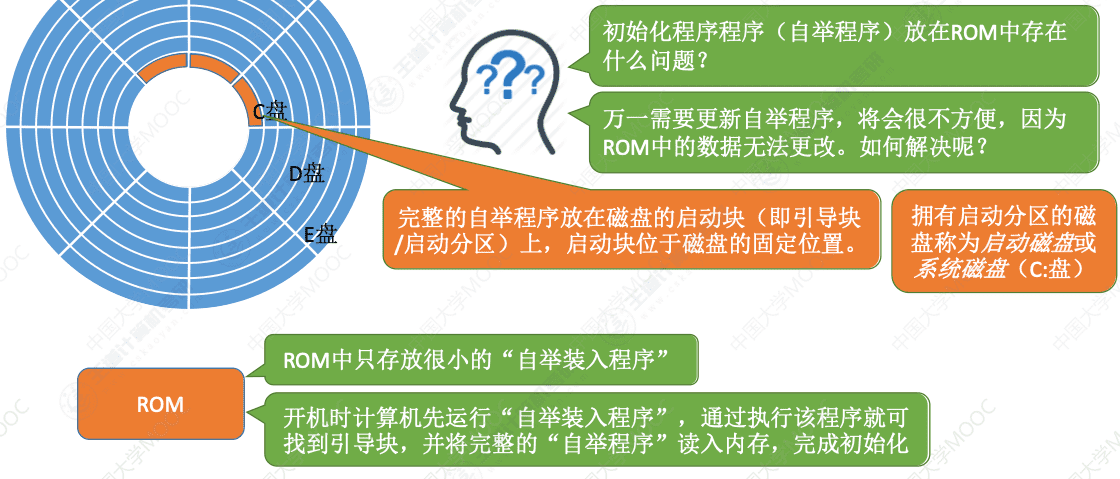 初始化程序程序（自举程序）放在ROM中存在
什么问题？
???
C盘
万一需要更新自举程序，将会很不方便，因为
ROM中的数据无法更改。如何解决呢？
D盘
E盘
完整的自举程序放在磁盘的启动块（即引导块
/启动分区）上，启动块位于磁盘的固定位置。
拥有启动分区的磁
盘称为启动磁盘或
系统磁盘（C:盘）
ROM中只存放很小的“自举装入程序”
ROM
开机时计算机先运行“自举装入程序”，通过执行该程序就可
找到引导块，并将完整的“自举程序”读入内存，完成初始化
中国大学MOOC